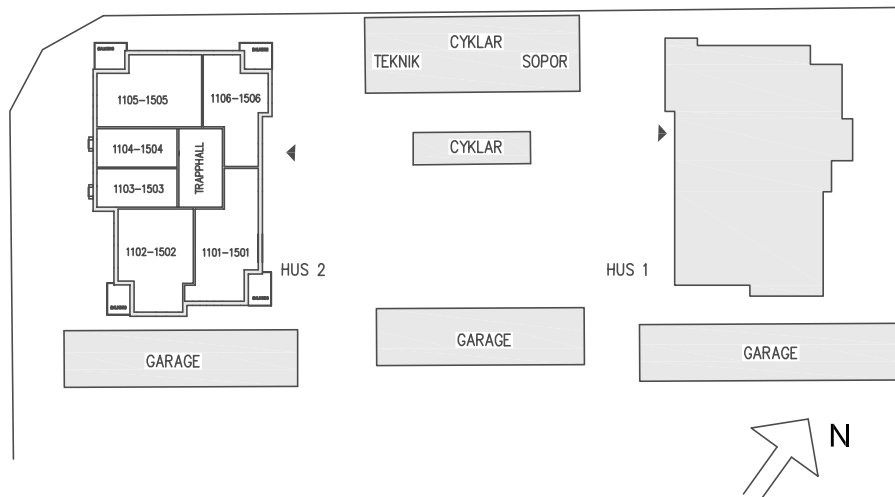 CYKLAR
TEKNIK SOPOR
1105-1505
1106-1506
CYKLAR
1104-1504
TRAPPHALL
1103-1503
1102-1502
1101-1501
HUS 2
HUS 1
GARAGE
GARAGE
GARAGE
N